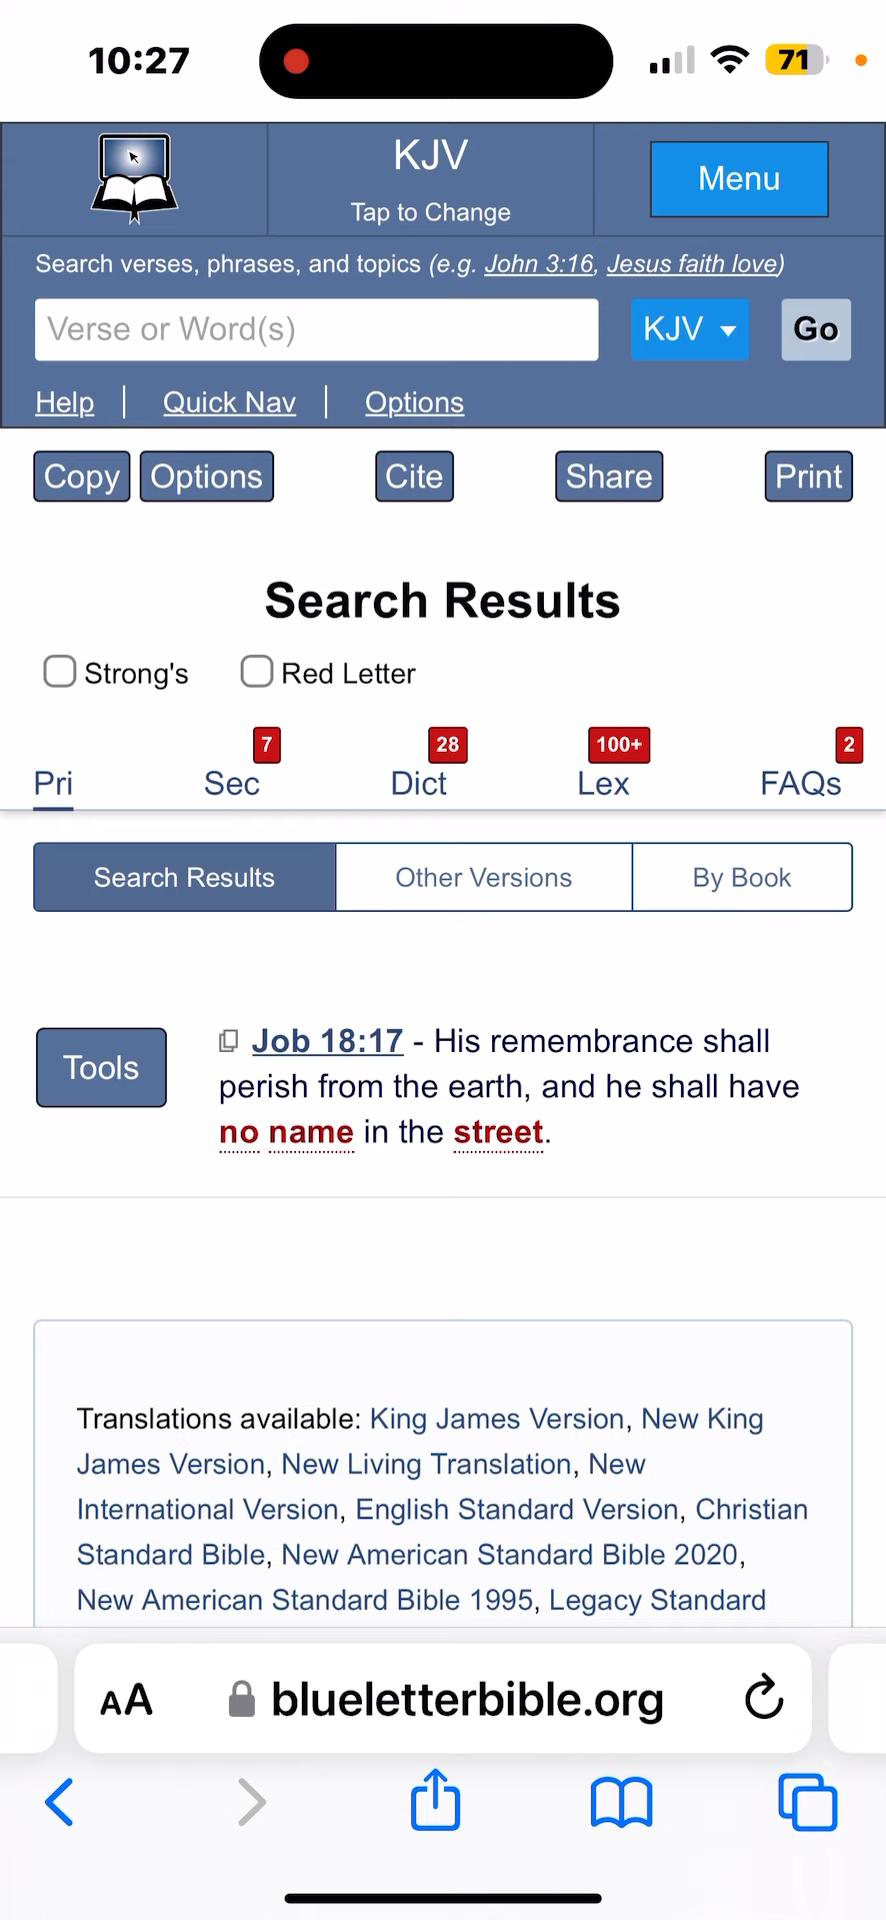 10:27
71
KJV
Tap to Change
Menu
Search verses, phrases, and topics (e.g. John 3:16, Jesus faith love)
Verse or Word(s)
KJV
Go
Help | Quick Nav | Options
Copy Options Cite Share Print
Search Results
Strong's Red Letter
7 28 100+ 2
Pri Sec Dict Lex FAQs
Search Results Other Versions By Book
Tools
Job 18:17 - His remembrance shall
perish from the earth, and he shall have
no name in the street.
Translations available: King James Version, New King
James Version, New Living Translation, New
International Version, English Standard Version, Christian
Standard Bible, New American Standard Bible 2020,
New American Standard Bible 1995, Legacy Standard
AA blueletterbible.org